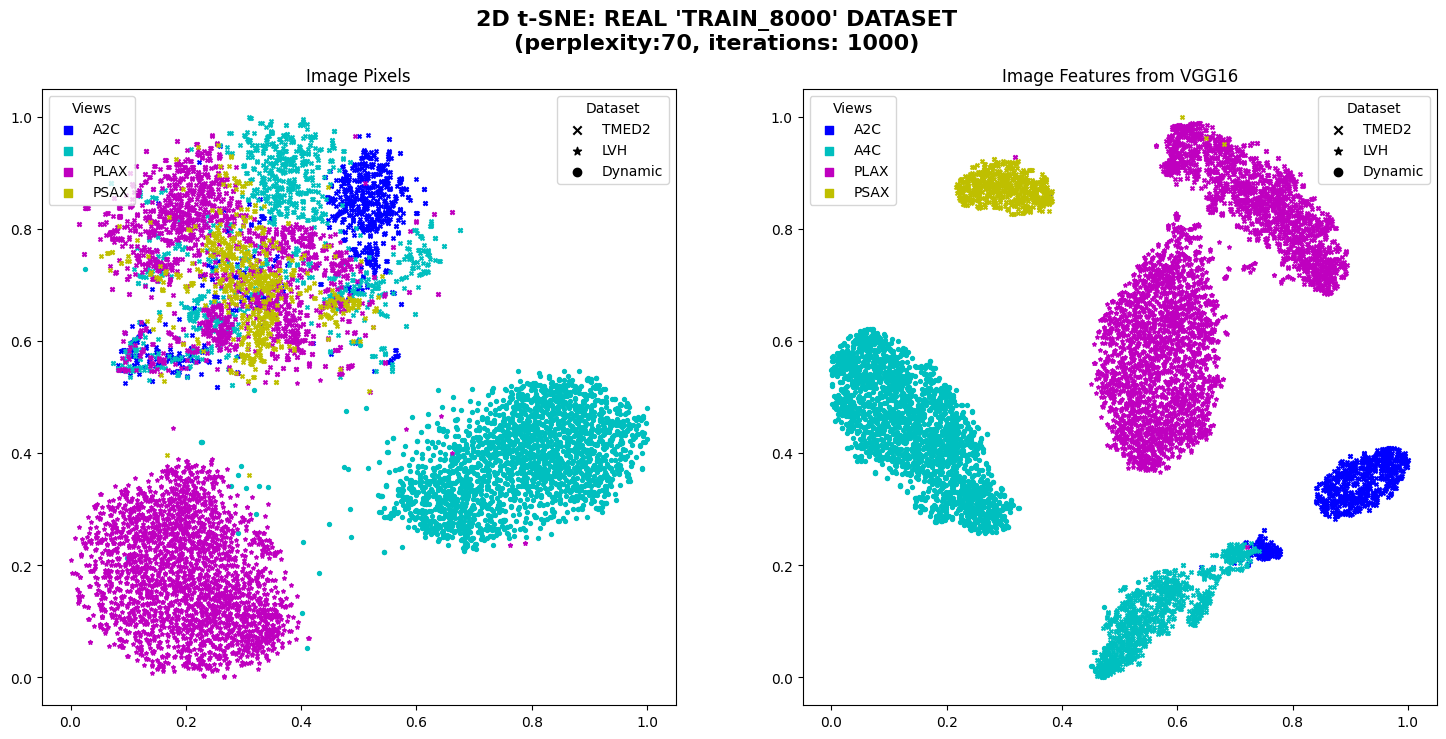 2D t-SNE: REAL 'TRAIN_8000' DATASET
(perplexity:70, iterations: 1000)
Image Pixels
Views
A2C
A4C
PLAX
PSAX
Dataset
TMED2
LVH
Dynamic
1.0
0.8
0.6
0.4
0.2
0.0
0.0 0.2 0.4 0.6 0.8 1.0
Image Features from VGG16
Views
A2C
A4C
PLAX
PSAX
Dataset
TMED2
LVH
Dynamic
1.0
0.8
0.6
0.4
0.2
0.0
0.0 0.2 0.4 0.6 0.8 1.0